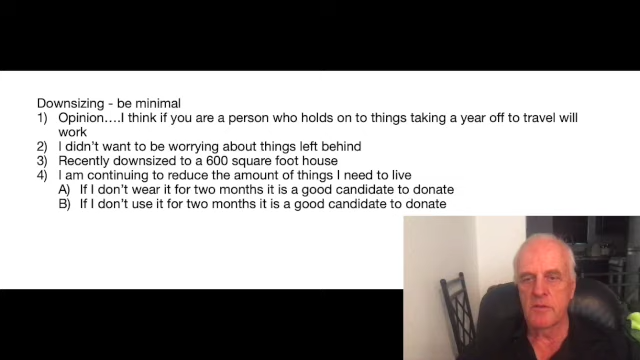 Downsizing - be minimal
1) Opinion....I think if you are a person who holds on to things taking a year off to travel will
work
2) I didn't want to be worrying about things left behind
3) Recently downsized to a 600 square foot house
4) I am continuing to reduce the amount of things I need to live
A) If I don't wear it for two months it is a good candidate to donate
B) If I don't use it for two months it is a good candidate to donate